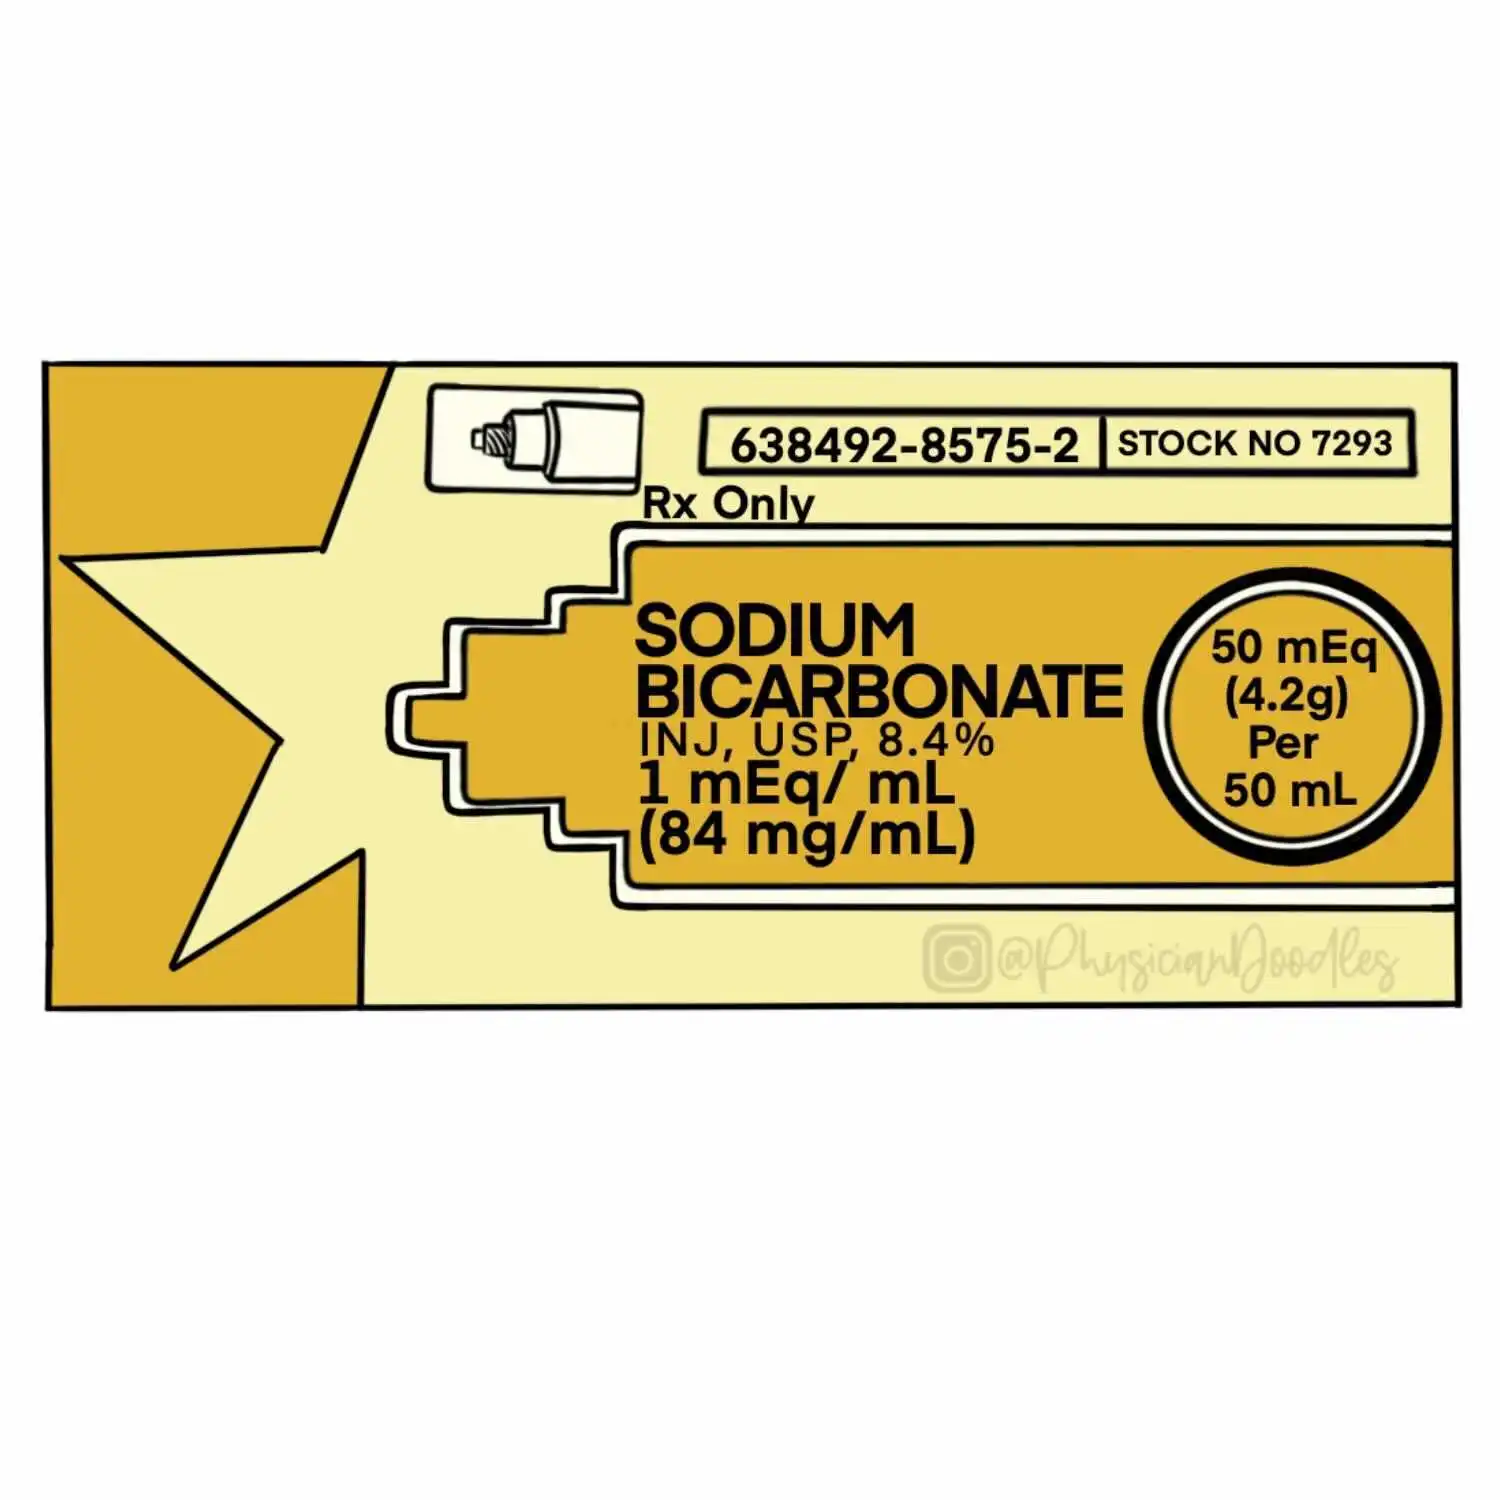 638492-8575-2 STOCK NO 7293
Rx Only
SODIUM
BICARBONATE
INJ, USP, 8.4%
1 mEq/ mL
(84 mg/mL)
50 mEq
(4.2g)
Per
50 mL
@PhysicianDoodles